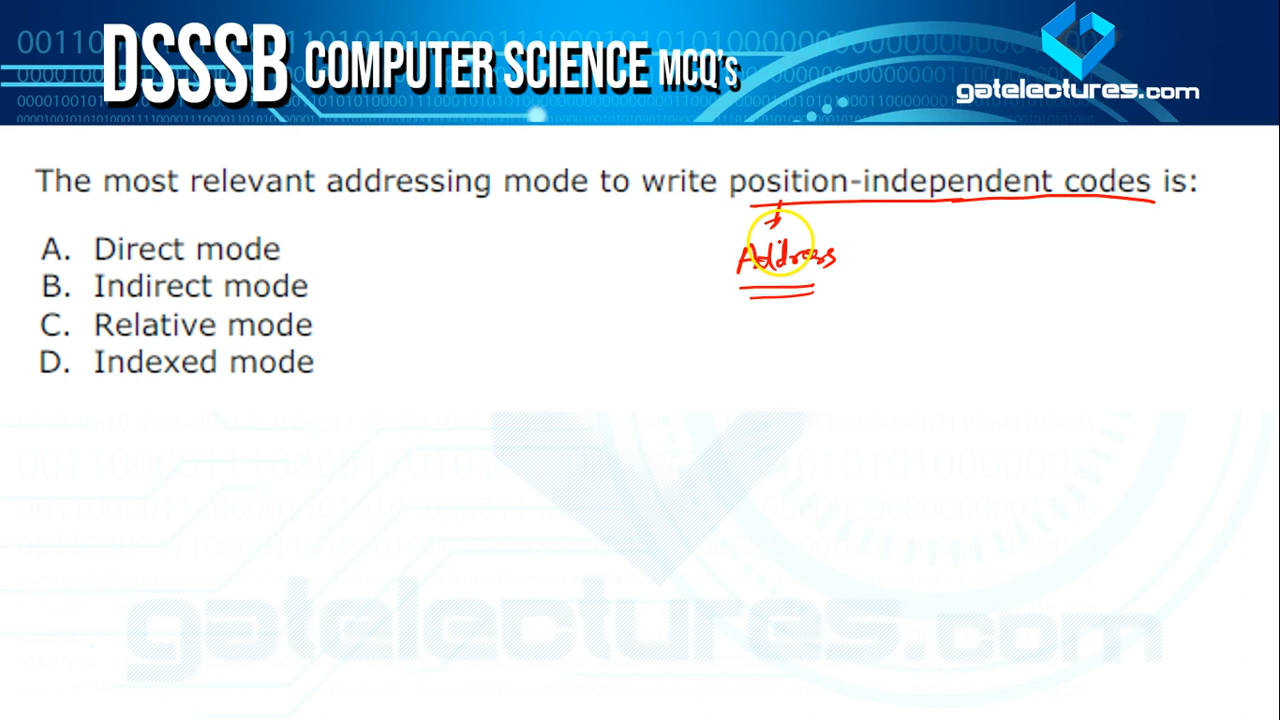 DSSSB COMPUTER SCIENCE MCQ's
gatelectures.com
The most relevant addressing mode to write position-independent codes is:
Address
A. Direct mode
B. Indirect mode
C. Relative mode
D. Indexed mode
gatelectures.com